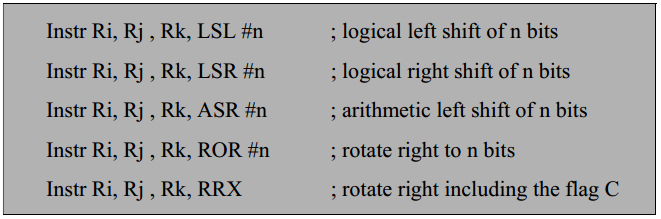 Instr Ri, Rj , Rk, LSL #n ; logical left shift of n bits
Instr Ri, Rj , Rk, LSR #n ; logical right shift of n bits
Instr Ri, Rj , Rk, ASR #n ; arithmetic left shift of n bits
Instr Ri, Rj , Rk, ROR #n ; rotate right to n bits
Instr Ri, Rj , Rk, RRX ; rotate right including the flag C